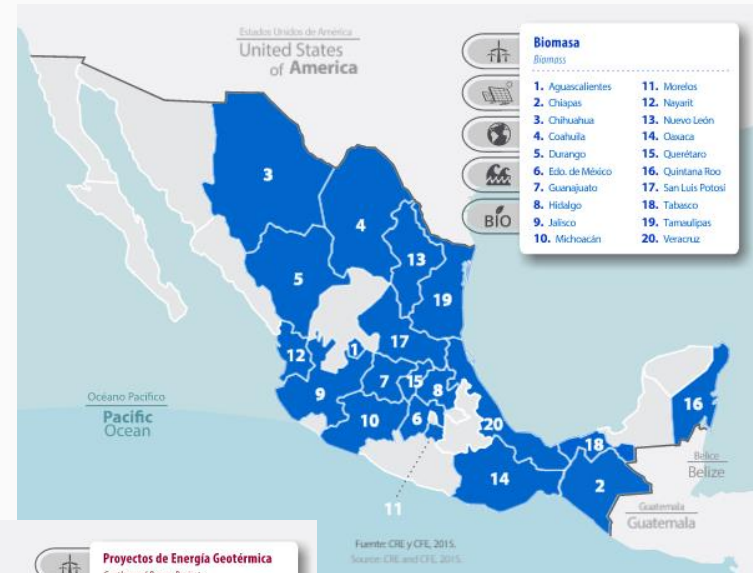 Estados Unidos de América
United States
of America
Biomasa
Biomass
1. Aguascalientes
2. Chiapas
3. Chihuahua
4. Coahuila
5. Durango
6. Edo. de México
7. Guanajuato
8. Hidalgo
9. Jalisco
10. Michoacán
11. Morelos
12. Nayarit
13. Nuevo León
14. Oaxaca
15. Querétaro
16. Quintana Roo
17. San Luis Potosí
18. Tabasco
19. Tamaulipas
20. Veracruz
BIO
3
4
13
5
19
17
12
1
9
7
15
8
10
6
20
16
18
14
2
11
Océano Pacífico
Pacific
Ocean
Belice
Belize
Guatemala
Guatemala
Fuente: CRE y CFE, 2015.
Source: CRE and CFE, 2015.
Proyectos de Energía Geotérmica